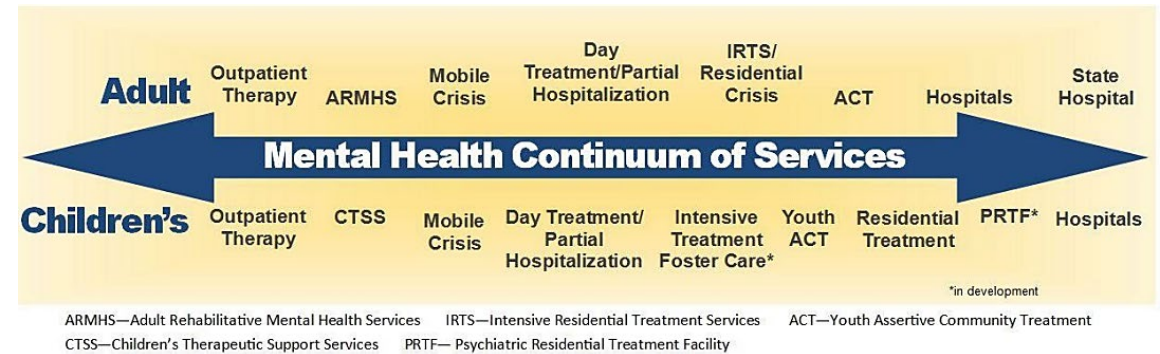 Adult
Outpatient
Therapy
ARMHS
Mobile
Crisis
Day
Treatment/Partial
Hospitalization
IRTS/
Residential
Crisis
ACT
Hospitals
State
Hospital
Mental Health Continuum of Services
Children's
Outpatient
Therapy
CTSS
Mobile
Crisis
Day Treatment/
Partial
Hospitalization
Intensive
Treatment
Foster Care*
Youth
ACT
Residential
Treatment
PRTF*
Hospitals
*in development
ARMHS—Adult Rehabilitative Mental Health Services IRTS—Intensive Residential Treatment Services ACT—Youth Assertive Community Treatment
CTSS—Children's Therapeutic Support Services PRTF— Psychiatric Residential Treatment Facility